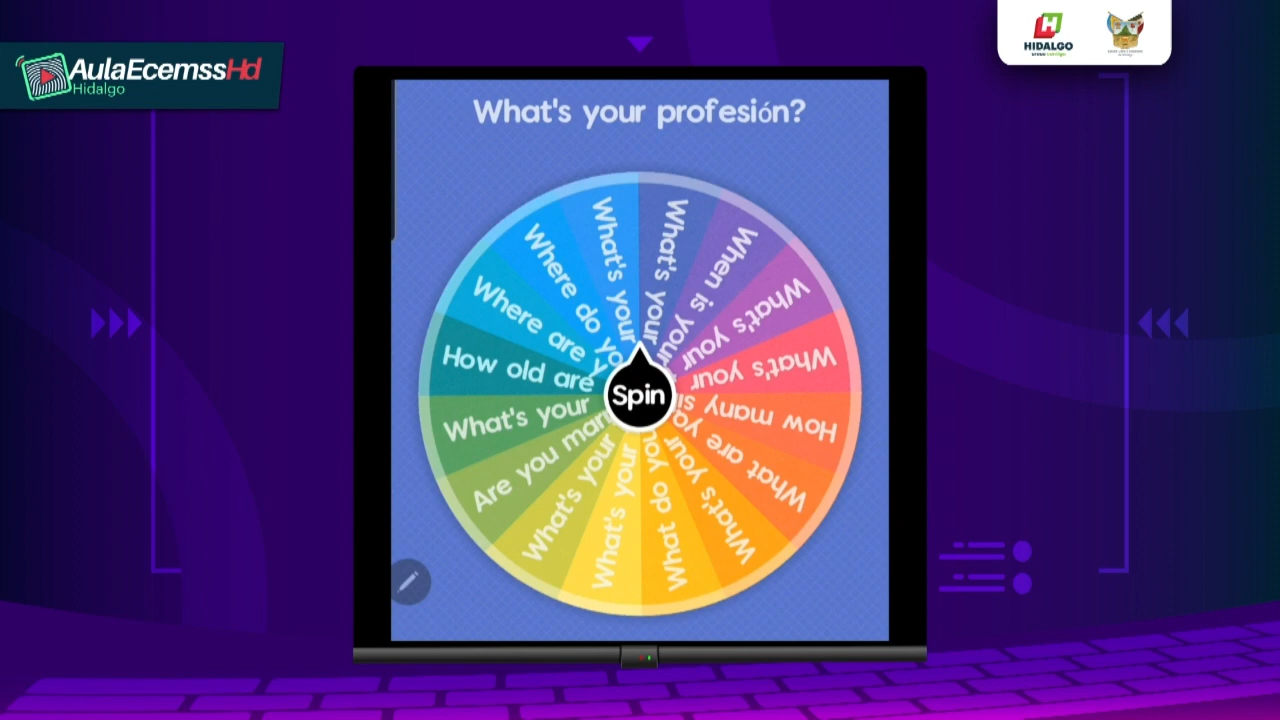 AulaEcemssHd
Hidalgo
HIDALGO
What's your profesión?
What's your
When is your
What's your
What's your
How many si
What are yo
What's your
What do you
What's your
What's your
Are you marr
What's your
How old are
Where are y
Where do yo
What's your
Spin